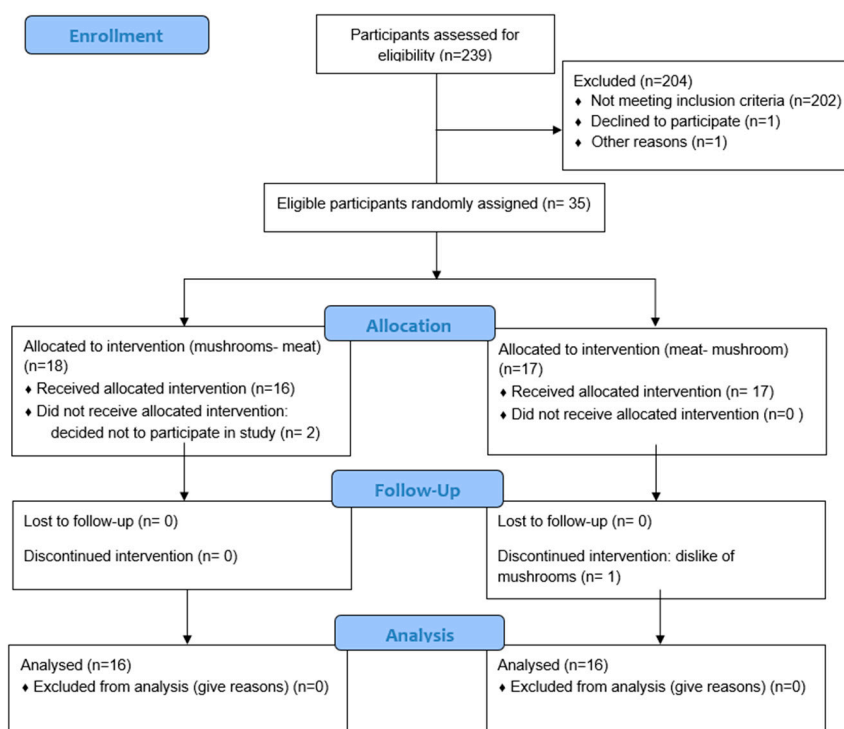 Enrollment
Participants assessed for
eligibility (n=239)
Excluded (n=204)
♦ Not meeting inclusion criteria (n=202)
♦ Declined to participate (n=1)
♦ Other reasons (n=1)
Eligible participants randomly assigned (n= 35)
Allocation
Allocated to intervention (mushrooms- meat)
(n=18)
♦ Received allocated intervention (n=16)
♦ Did not receive allocated intervention:
decided not to participate in study (n= 2)
Allocated to intervention (meat- mushroom)
(n=17)
♦ Received allocated intervention (n= 17)
♦ Did not receive allocated intervention (n=0 )
Follow-Up
Lost to follow-up (n= 0)
Discontinued intervention (n= 0)
Lost to follow-up (n= 0)
Discontinued intervention: dislike of
mushrooms (n= 1)
Analysis
Analysed (n=16)
♦ Excluded from analysis (give reasons) (n=0)
Analysed (n=16)
♦ Excluded from analysis (give reasons) (n=0)